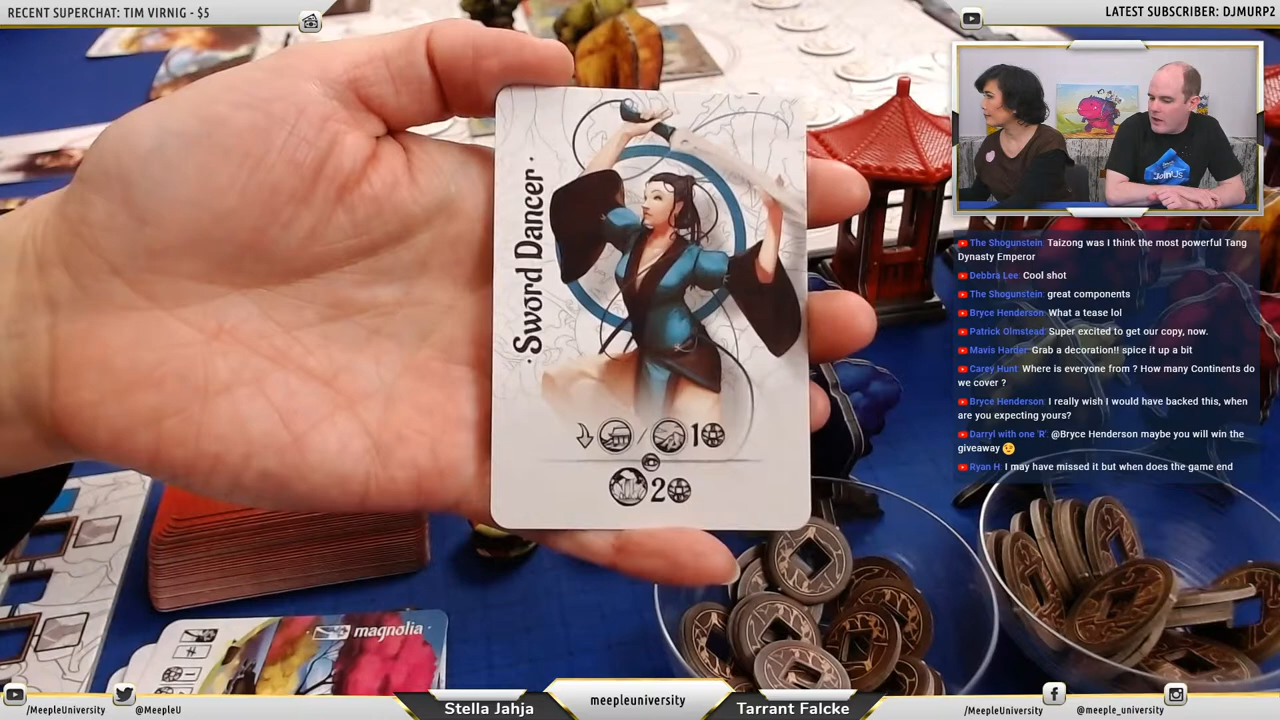 RECENT SUPERCHAT: TIM VIRNIG - $5
LATEST SUBSCRIBER: DJMURP2
· Sword Dancer ·
/ 1
2
· magnolia ·
JoinUs
The Shogunstein Taizong was I think the most powerful Tang
Dynasty Emperor
Debbra Lee Cool shot
The Shogunstein great components
Bryce Henderson What a tease lol
Patrick Olmstead Super excited to get our copy, now.
Mavis Harder Grab a decoration!! spice it up a bit
Carey Hunt Where is everyone from ? How many Continents do
we cover ?
Bryce Henderson I really wish I would have backed this, when
are you expecting yours?
Darryl with one 'R' @Bryce Henderson maybe you will win the
giveaway 😉
Ryan H I may have missed it but when does the game end
/MeepleUniversity
@MeepleU
Stella Jahja
meepleuniversity
Tarrant Falcke
/MeepleUniversity
@meeple_university